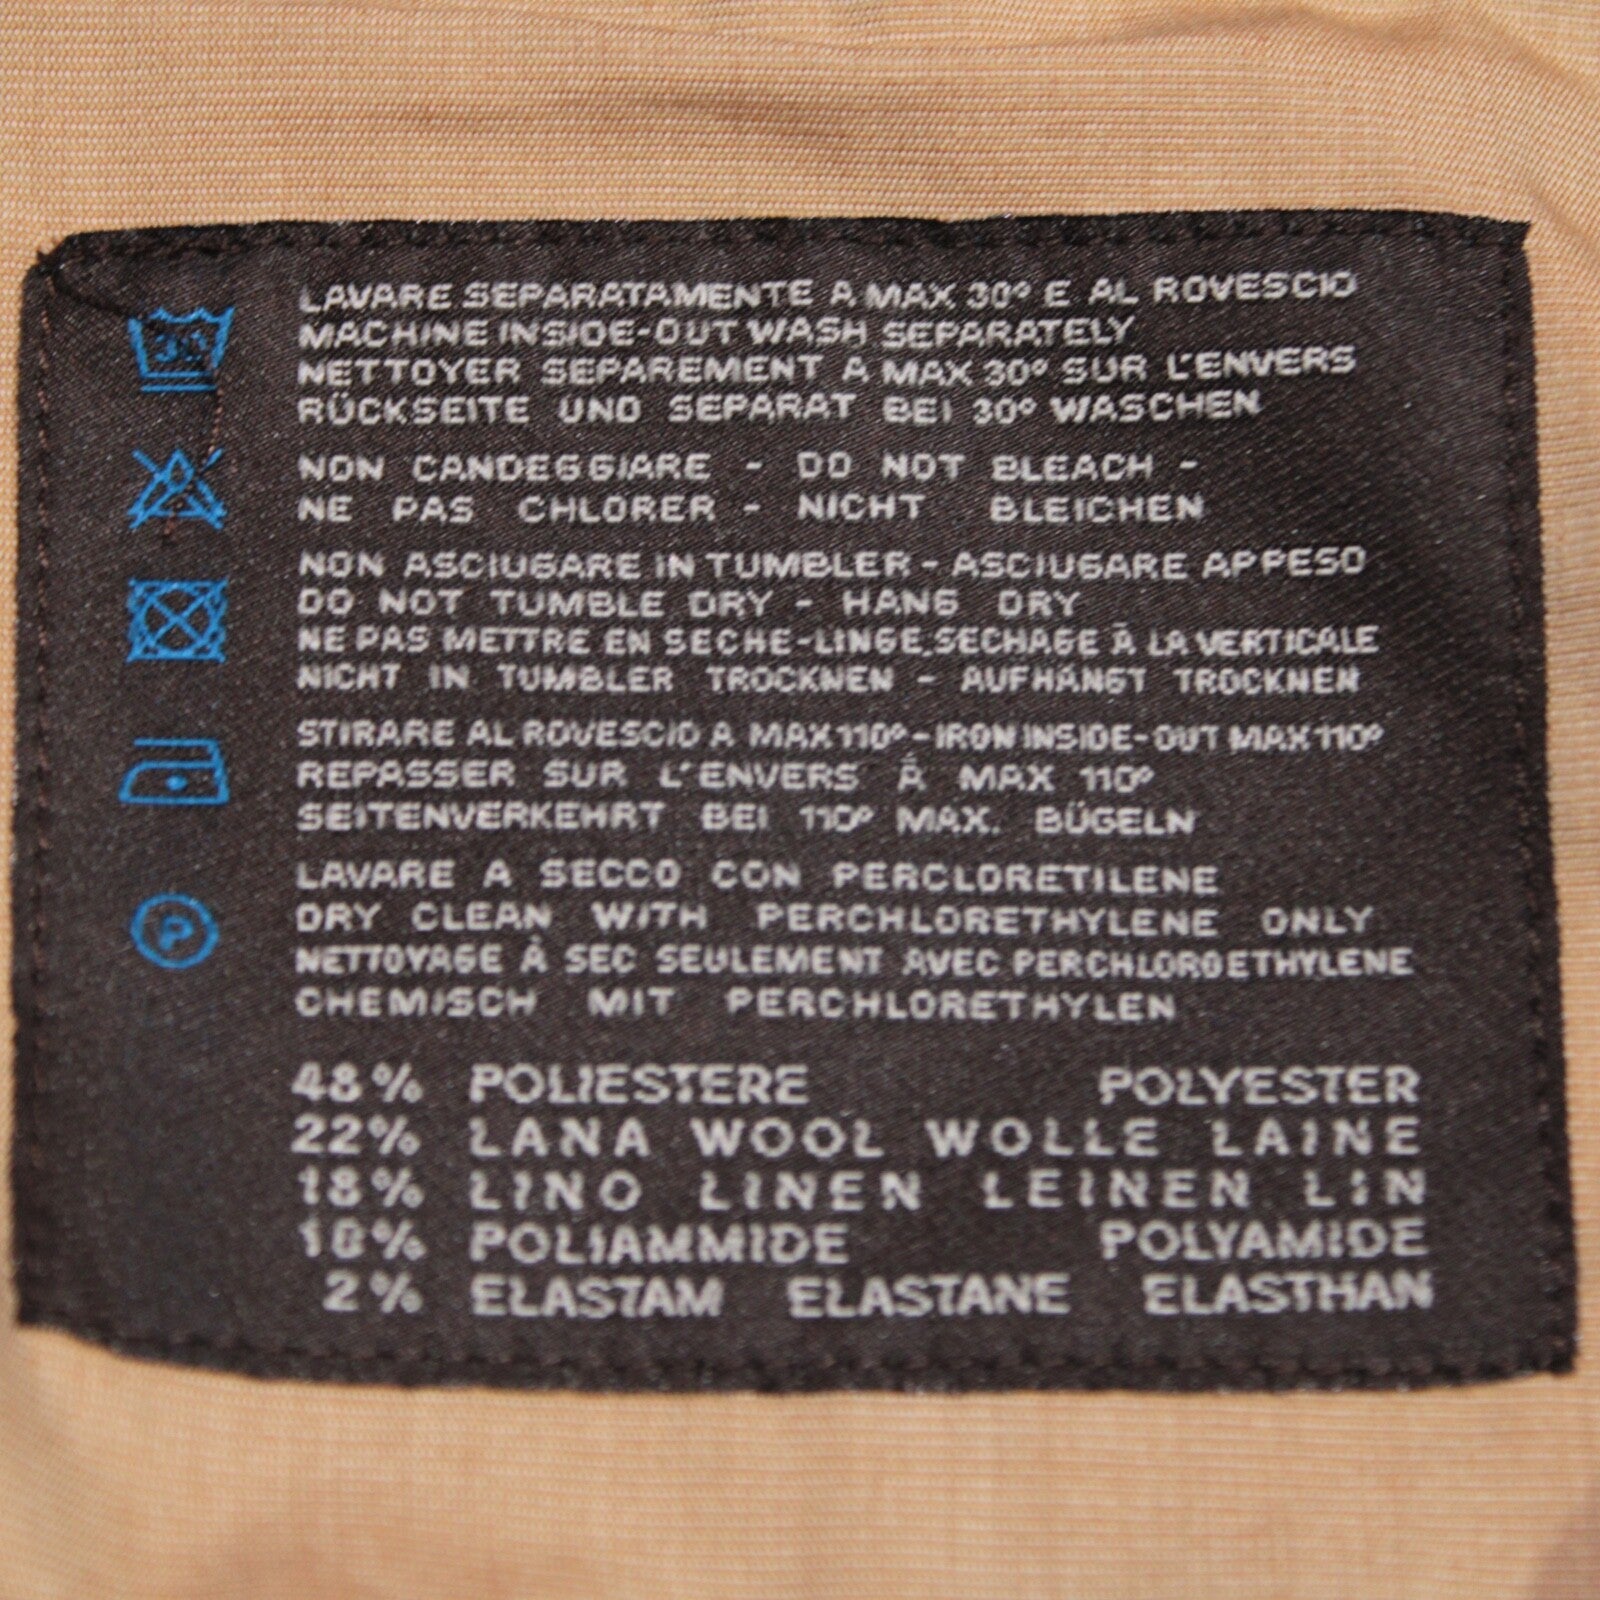 LAVARE SEPARATAMENTE A MAX 30° E AL ROVESCIO
30
MACHINE INSIDE-OUT WASH SEPARATELY
NETTOYER SEPAREMENT A MAX 30° SUR L'ENVERS
RÜCKSEITE UND SEPARAT BEI 30° WASCHEN
NON CANDEGGIARE - DO NOT BLEACH -
NE PAS CHLORER - NICHT BLEICHEN
NON ASCIUGARE IN TUMBLER - ASCIUGARE APPESO
DO NOT TUMBLE DRY - HANG DRY
NE PAS METTRE EN SECHE-LINGE,SECHAGE À LA VERTICALE
NICHT IN TUMBLER TROCKNEN - AUFHÄNGT TROCKNEN
STIRARE AL ROVESCIO A MAX 110° - IRON INSIDE-OUT MAX 110°
REPASSER SUR L'ENVERS À MAX 110°
SEITENVERKEHRT BEI 110° MAX. BÜGELN
LAVARE A SECCO CON PERCLORETILENE
P
DRY CLEAN WITH PERCHLORETHYLENE ONLY
NETTOYAGE À SEC SEULEMENT AVEC PERCHLOROETHYLENE
CHEMISCH MIT PERCHLORETHYLEN
48% POLIESTERE POLYESTER
22% LANA WOOL WOLLE LAINE
18% LINO LINEN LEINEN LIN
10% POLIAMMIDE POLYAMIDE
2% ELASTAM ELASTANE ELASTHAN